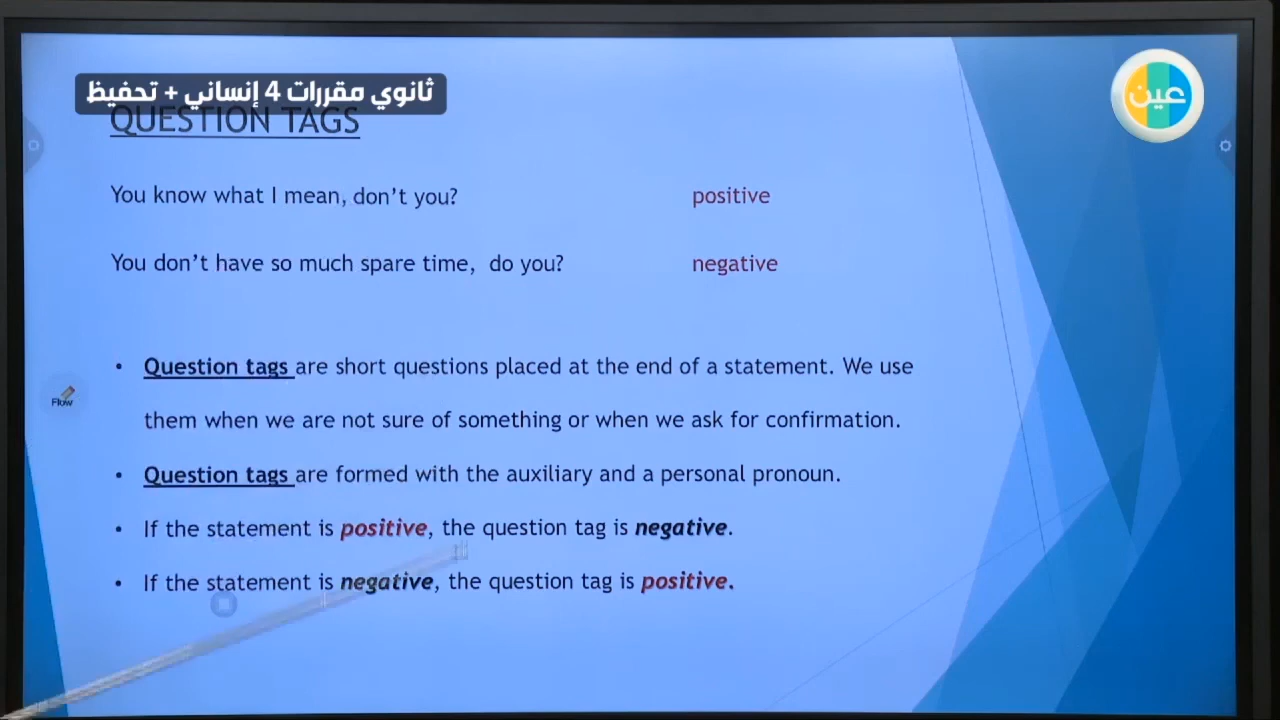 ثانوي مقررات 4 إنساني + تحفيظ
عين
QUESTION TAGS
You know what I mean, don’t you? positive
You don’t have so much spare time, do you? negative
• Question tags are short questions placed at the end of a statement. We use
them when we are not sure of something or when we ask for confirmation.
Flow
• Question tags are formed with the auxiliary and a personal pronoun.
• If the statement is positive, the question tag is negative.
• If the statement is negative, the question tag is positive.